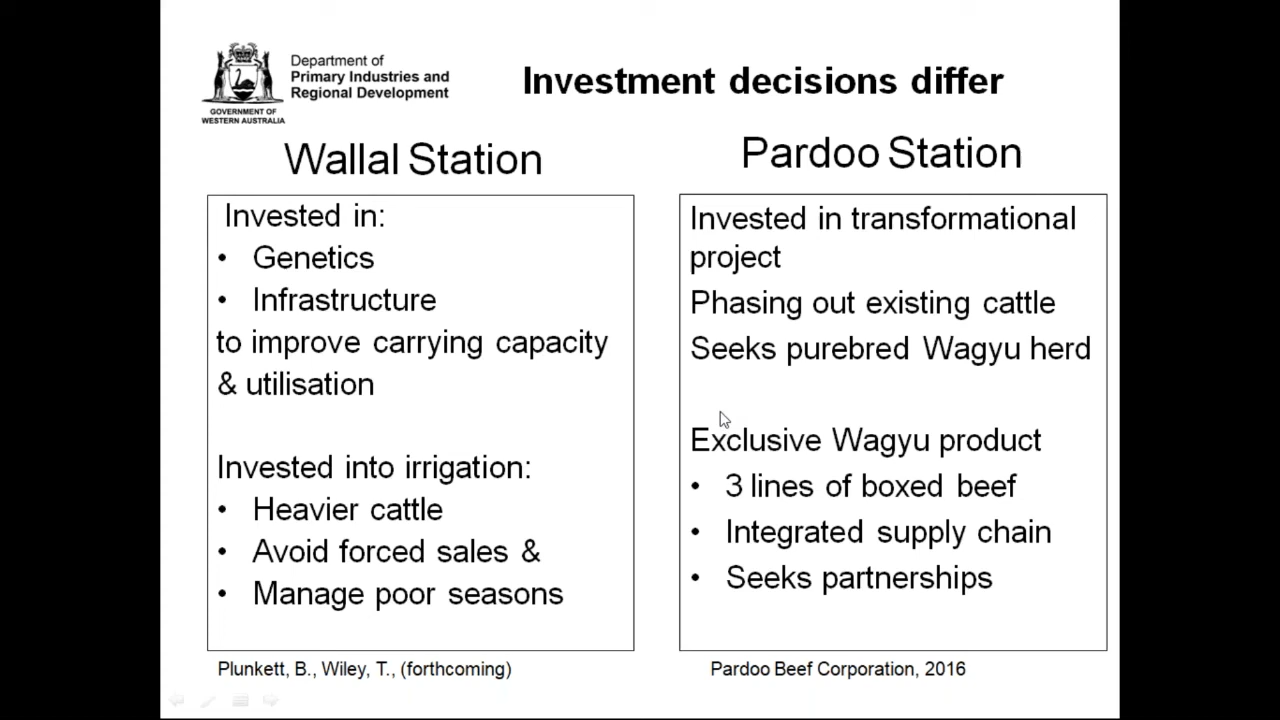 Department of
Primary Industries and
Regional Development
GOVERNMENT OF
WESTERN AUSTRALIA
Investment decisions differ
Wallal Station
Invested in:
• Genetics
• Infrastructure
to improve carrying capacity
& utilisation
Invested into irrigation:
• Heavier cattle
• Avoid forced sales &
• Manage poor seasons
Plunkett, B., Wiley, T., (forthcoming)
Pardoo Station
Invested in transformational
project
Phasing out existing cattle
Seeks purebred Wagyu herd
Exclusive Wagyu product
• 3 lines of boxed beef
• Integrated supply chain
• Seeks partnerships
Pardoo Beef Corporation, 2016